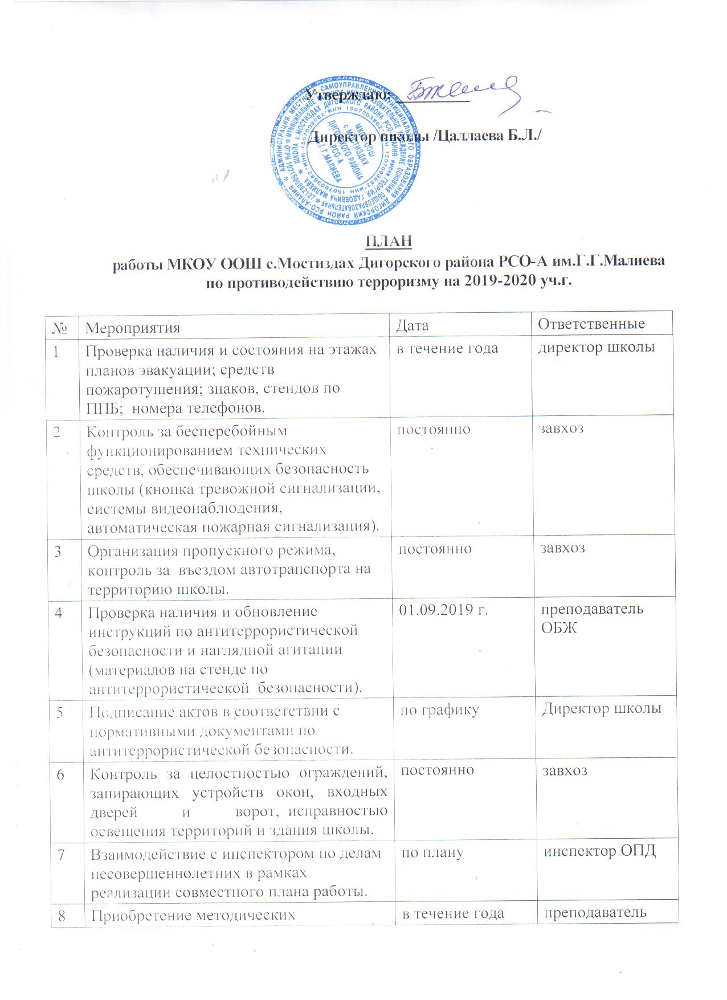 Утверждаю:
Директор школы /Цаллаева Б.Л./
МКОУ ООШ
с.МОСТИЗДАХ
ДИГОРСКОГО РАЙОНА
РСО-А
Г.Г.МАЛИЕВА
ПЛАН
работы МКОУ ООШ с.Мостиздах Дигорского района РСО-А им.Г.Г.Малиева
по противодействию терроризму на 2019-2020 уч.г.
№ Мероприятия Дата Ответственные
1 Проверка наличия и состояния на этажах в течение года директор школы
планов эвакуации; средств
пожаротушения; знаков, стендов по
ППБ; номера телефонов.
2 Контроль за бесперебойным постоянно завхоз
функционированием технических
средств, обеспечивающих безопасность
школы (кнопка тревожной сигнализации,
системы видеонаблюдения,
автоматическая пожарная сигнализация).
3 Организация пропускного режима, постоянно завхоз
контроль за въездом автотранспорта на
территорию школы.
4 Проверка наличия и обновление 01.09.2019 г. преподаватель
инструкций по антитеррористической ОБЖ
безопасности и наглядной агитации
(материалов на стенде по
антитеррористической безопасности).
5 Подписание актов в соответствии с по графику Директор школы
нормативными документами по
антитеррористической безопасности.
6 Контроль за целостностью ограждений, постоянно завхоз
запирающих устройств окон, входных
дверей и ворот, исправностью
освещения территорий и здания школы.
7 Взаимодействие с инспектором по делам по плану инспектор ОПД
несовершеннолетних в рамках
реализации совместного плана работы.
8 Приобретение методических в течение года преподаватель